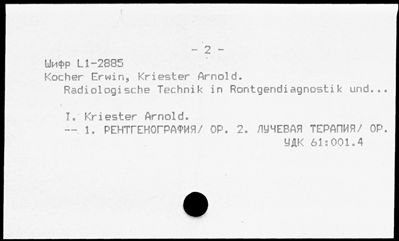 - 2 -
Шифр L1-2885
Kocher Erwin, Kriester Arnold.
Radiologische Technik in Rontgendiagnostik und...
I. Kriester Arnold.
-- 1. РЕНТГЕНОГРАФИЯ/ ОР. 2. ЛУЧЕВАЯ ТЕРАПИЯ/ ОР.
УДК 61:001.4